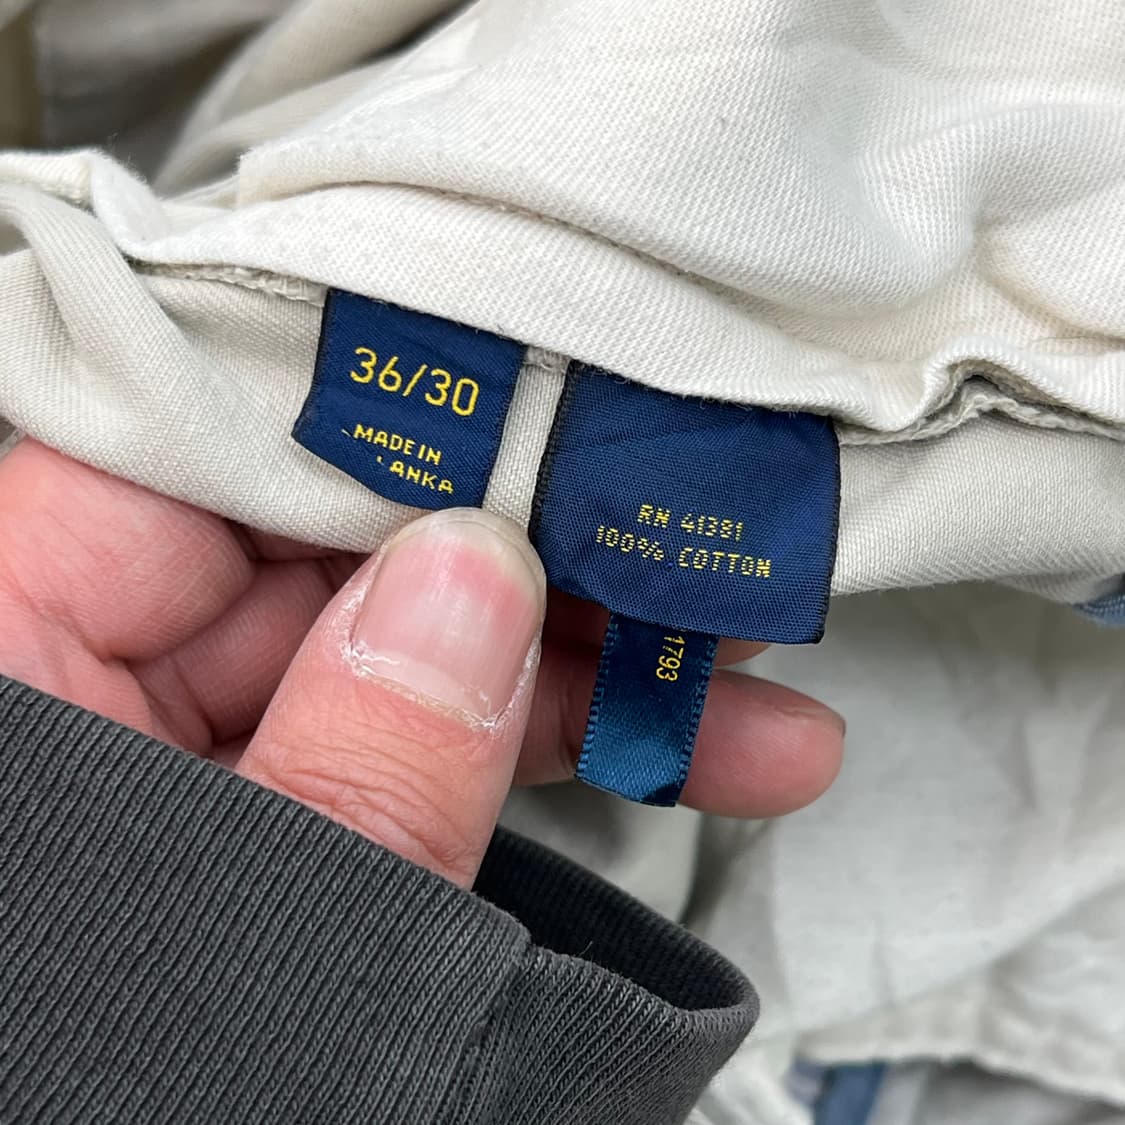 36/30
MADE IN
LANKA
RN 41381
100% COTTON
1793